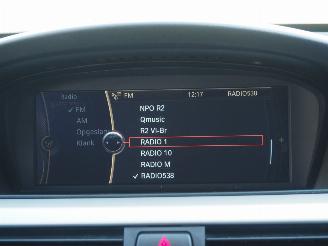 Radio
FM
12:17
RADIO538
FM
AM
Opgeslag
Klank
NPO R2
Qmusic
R2 Vl-Br
RADIO 1
RADIO 10
RADIO M
RADIO538